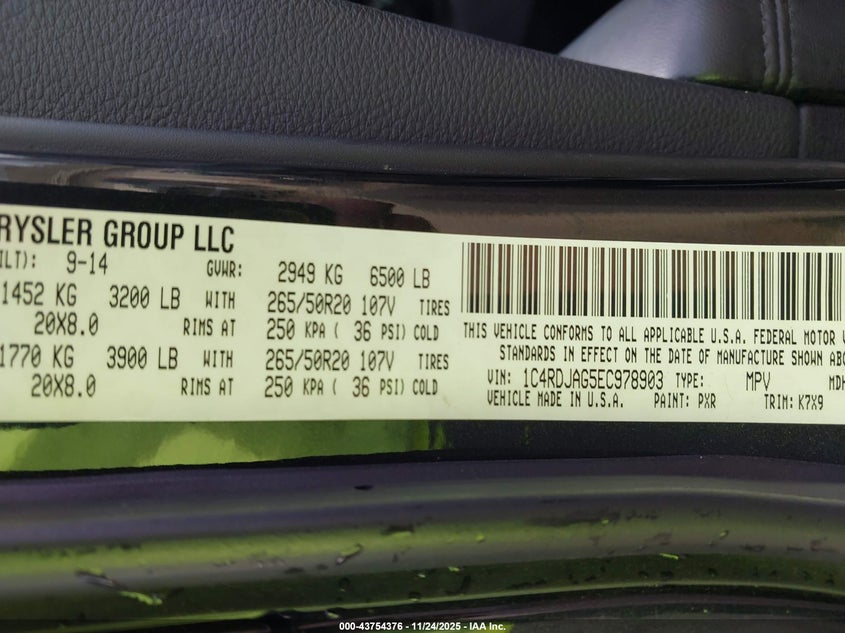 RYSLER GROUP LLC
ILT): 9-14 GVWR: 2949 KG 6500 LB
1452 KG 3200 LB WITH 265/50R20 107V TIRES
20X8.0 RIMS AT 250 KPA ( 36 PSI) COLD
1770 KG 3900 LB WITH 265/50R20 107V TIRES
20X8.0 RIMS AT 250 KPA ( 36 PSI) COLD
THIS VEHICLE CONFORMS TO ALL APPLICABLE U.S.A. FEDERAL MOTOR V
STANDARDS IN EFFECT ON THE DATE OF MANUFACTURE SHOWN ABO
VIN: 1C4RDJAG5EC978903 TYPE: MPV MDH
VEHICLE MADE IN U.S.A. PAINT: PXR TRIM: K7X9
000-43754376 - 11/24/2025 - IAA Inc.